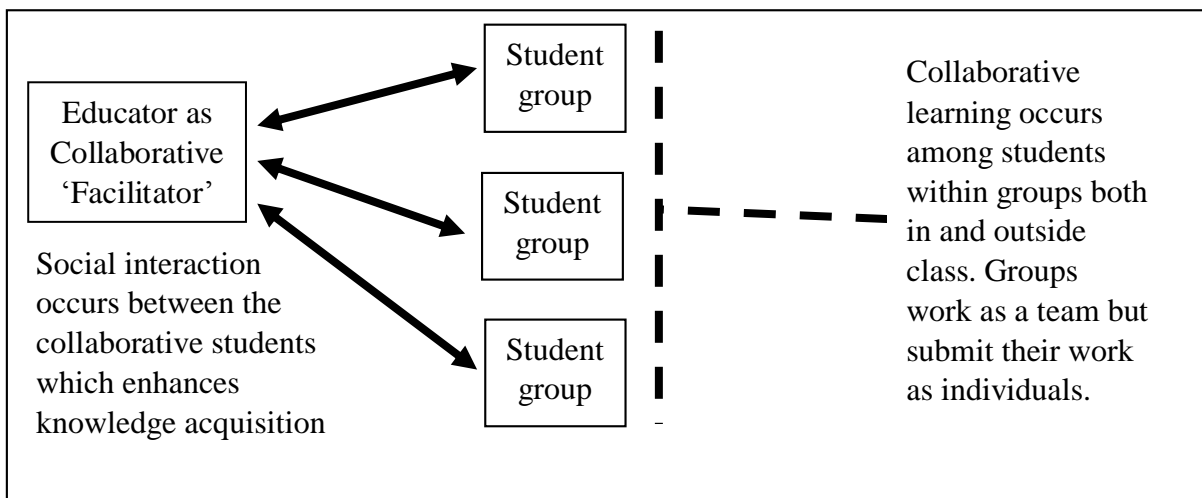 Educator as
Collaborative
‘Facilitator’
Social interaction
occurs between the
collaborative students
which enhances
knowledge acquisition
Student
group
Student
group
Student
group
Collaborative
learning occurs
among students
within groups both
in and outside
class. Groups
work as a team but
submit their work
as individuals.